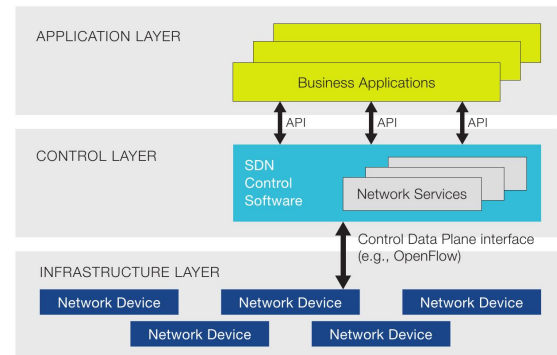 APPLICATION LAYER
Business Applications
API
API
API
CONTROL LAYER
SDN
Control
Software
Network Services
Control Data Plane interface
(e.g., OpenFlow)
INFRASTRUCTURE LAYER
Network Device
Network Device
Network Device
Network Device
Network Device